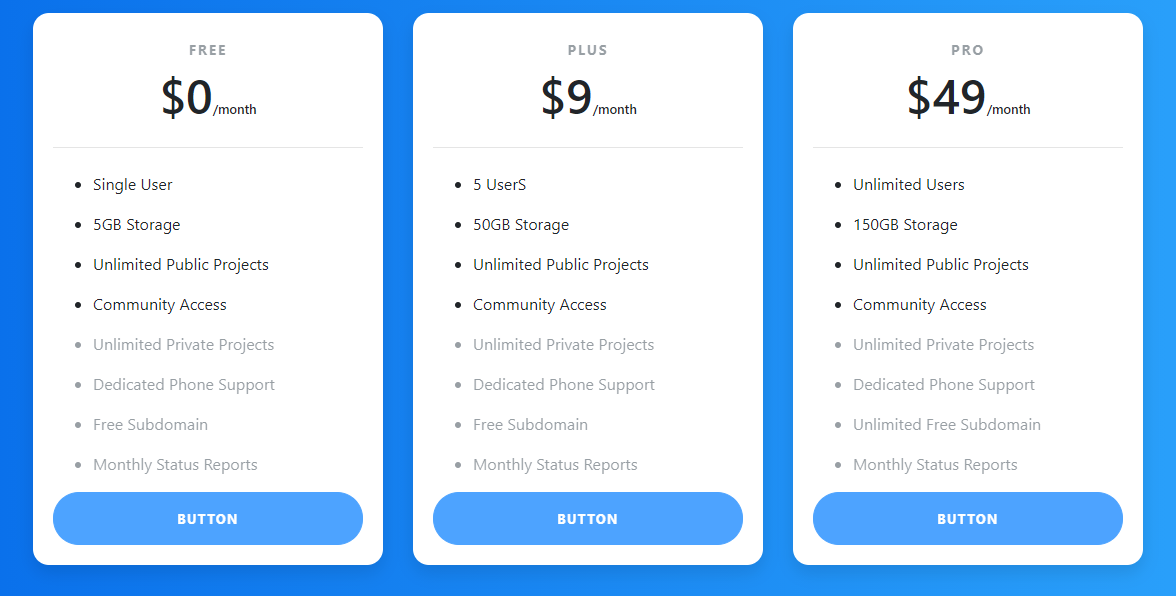 FREE
$0/month
Single User
5GB Storage
Unlimited Public Projects
Community Access
Unlimited Private Projects
Dedicated Phone Support
Free Subdomain
Monthly Status Reports
BUTTON
PLUS
$9/month
5 UserS
50GB Storage
Unlimited Public Projects
Community Access
Unlimited Private Projects
Dedicated Phone Support
Free Subdomain
Monthly Status Reports
BUTTON
PRO
$49/month
Unlimited Users
150GB Storage
Unlimited Public Projects
Community Access
Unlimited Private Projects
Dedicated Phone Support
Unlimited Free Subdomain
Monthly Status Reports
BUTTON